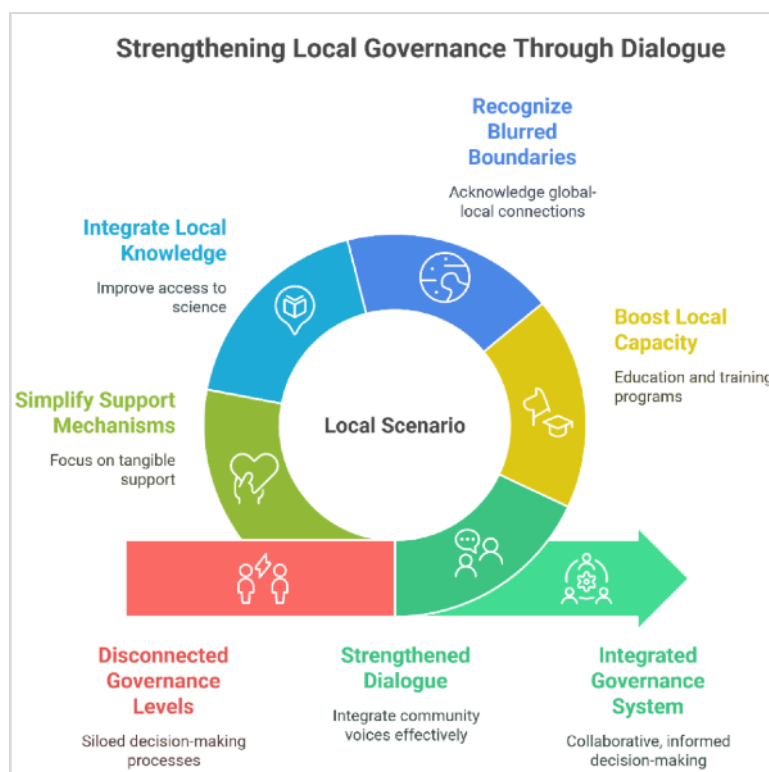 Strengthening Local Governance Through Dialogue
Recognize
Blurred
Boundaries
Acknowledge global-
local connections
Integrate Local
Knowledge
Improve access to
science
Boost Local
Capacity
Education and training
programs
Simplify Support
Mechanisms
Focus on tangible
support
Local Scenario
Disconnected
Governance
Levels
Siloed decision-making
processes
Strengthened
Dialogue
Integrate community
voices effectively
Integrated
Governance
System
Collaborative, informed
decision-making